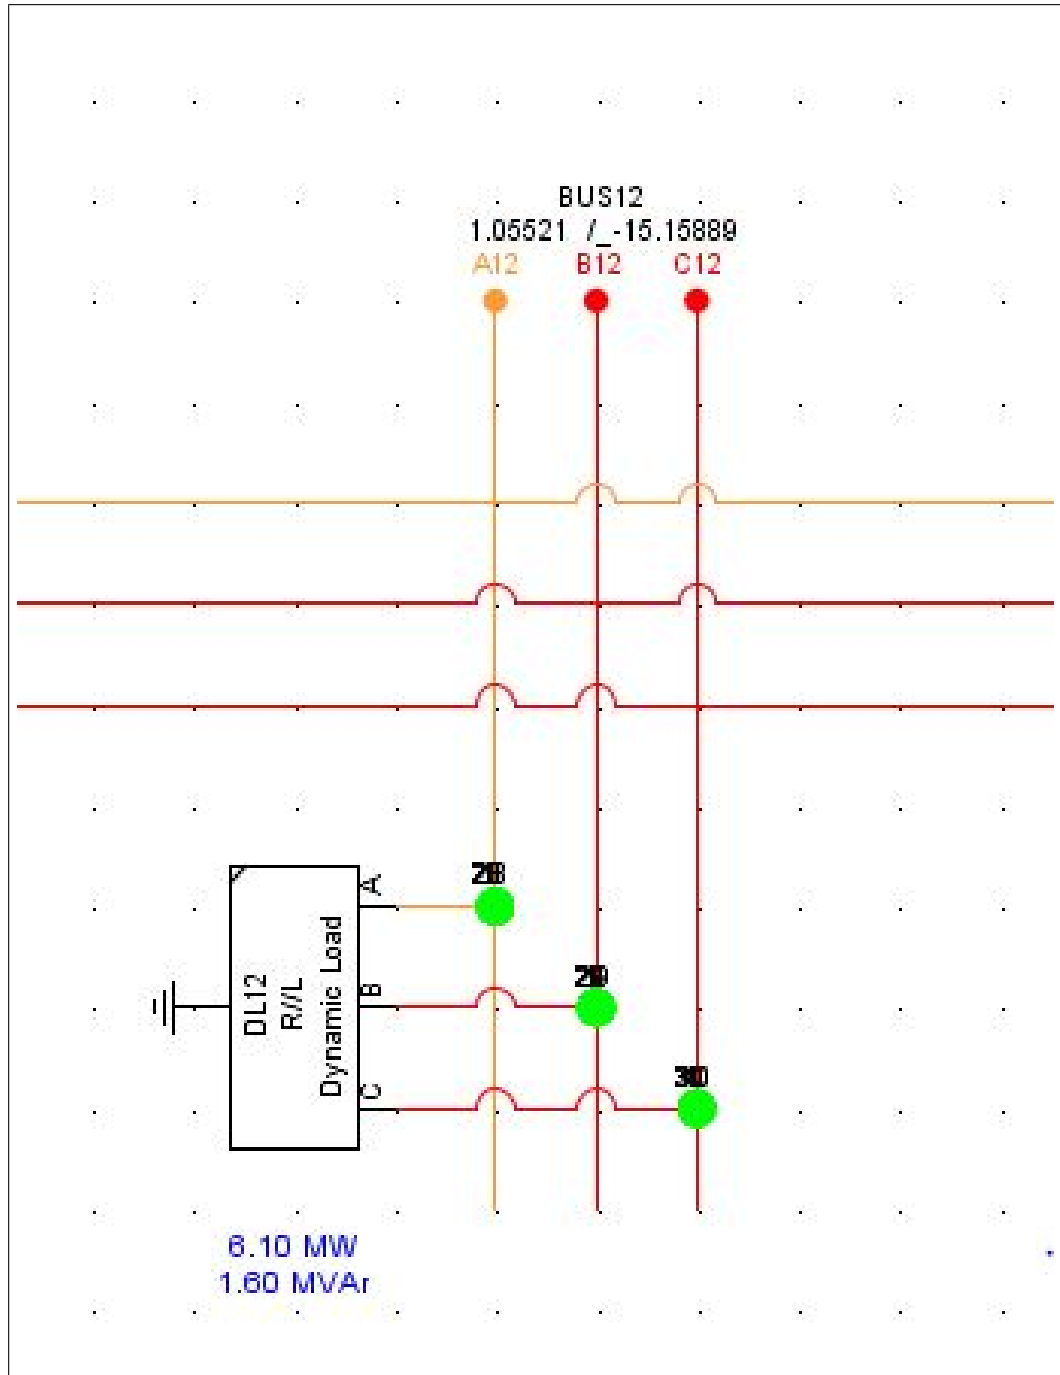 BUS12
1.05521 /_-15.15889
A12 B12 C12
A
B
C
DL12
R//L
Dynamic Load
6.10 MW
1.60 MVAr